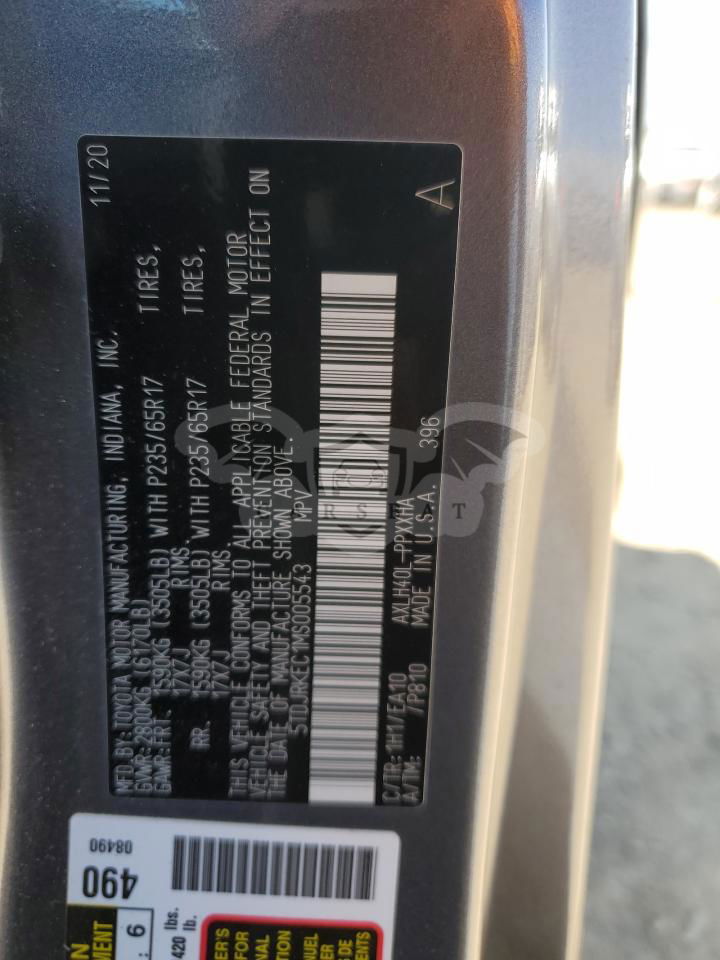 MFD.BY:TOYOTA MOTOR MANUFACTURING, INDIANA, INC. 11/20
GVWR:2800KG (6170LB)
GAWR:FRT. 1590KG (3505LB) WITH P235/65R17 TIRES,
17X7J RIMS,
RR. 1590KG (3505LB) WITH P235/65R17 TIRES,
17X7J RIMS.
THIS VEHICLE CONFORMS TO ALL APPLICABLE FEDERAL MOTOR
VEHICLE SAFETY AND THEFT PREVENTION STANDARDS IN EFFECT ON
THE DATE OF MANUFACTURE SHOWN ABOVE.
5TDJRKEC1MS005543 MPV
C/TR: 1H1/EA10 AXLH40L-PPXXHA A
A/TM: /P810 MADE IN U.S.A. 396
490
08490
6
lbs.
420 lb.